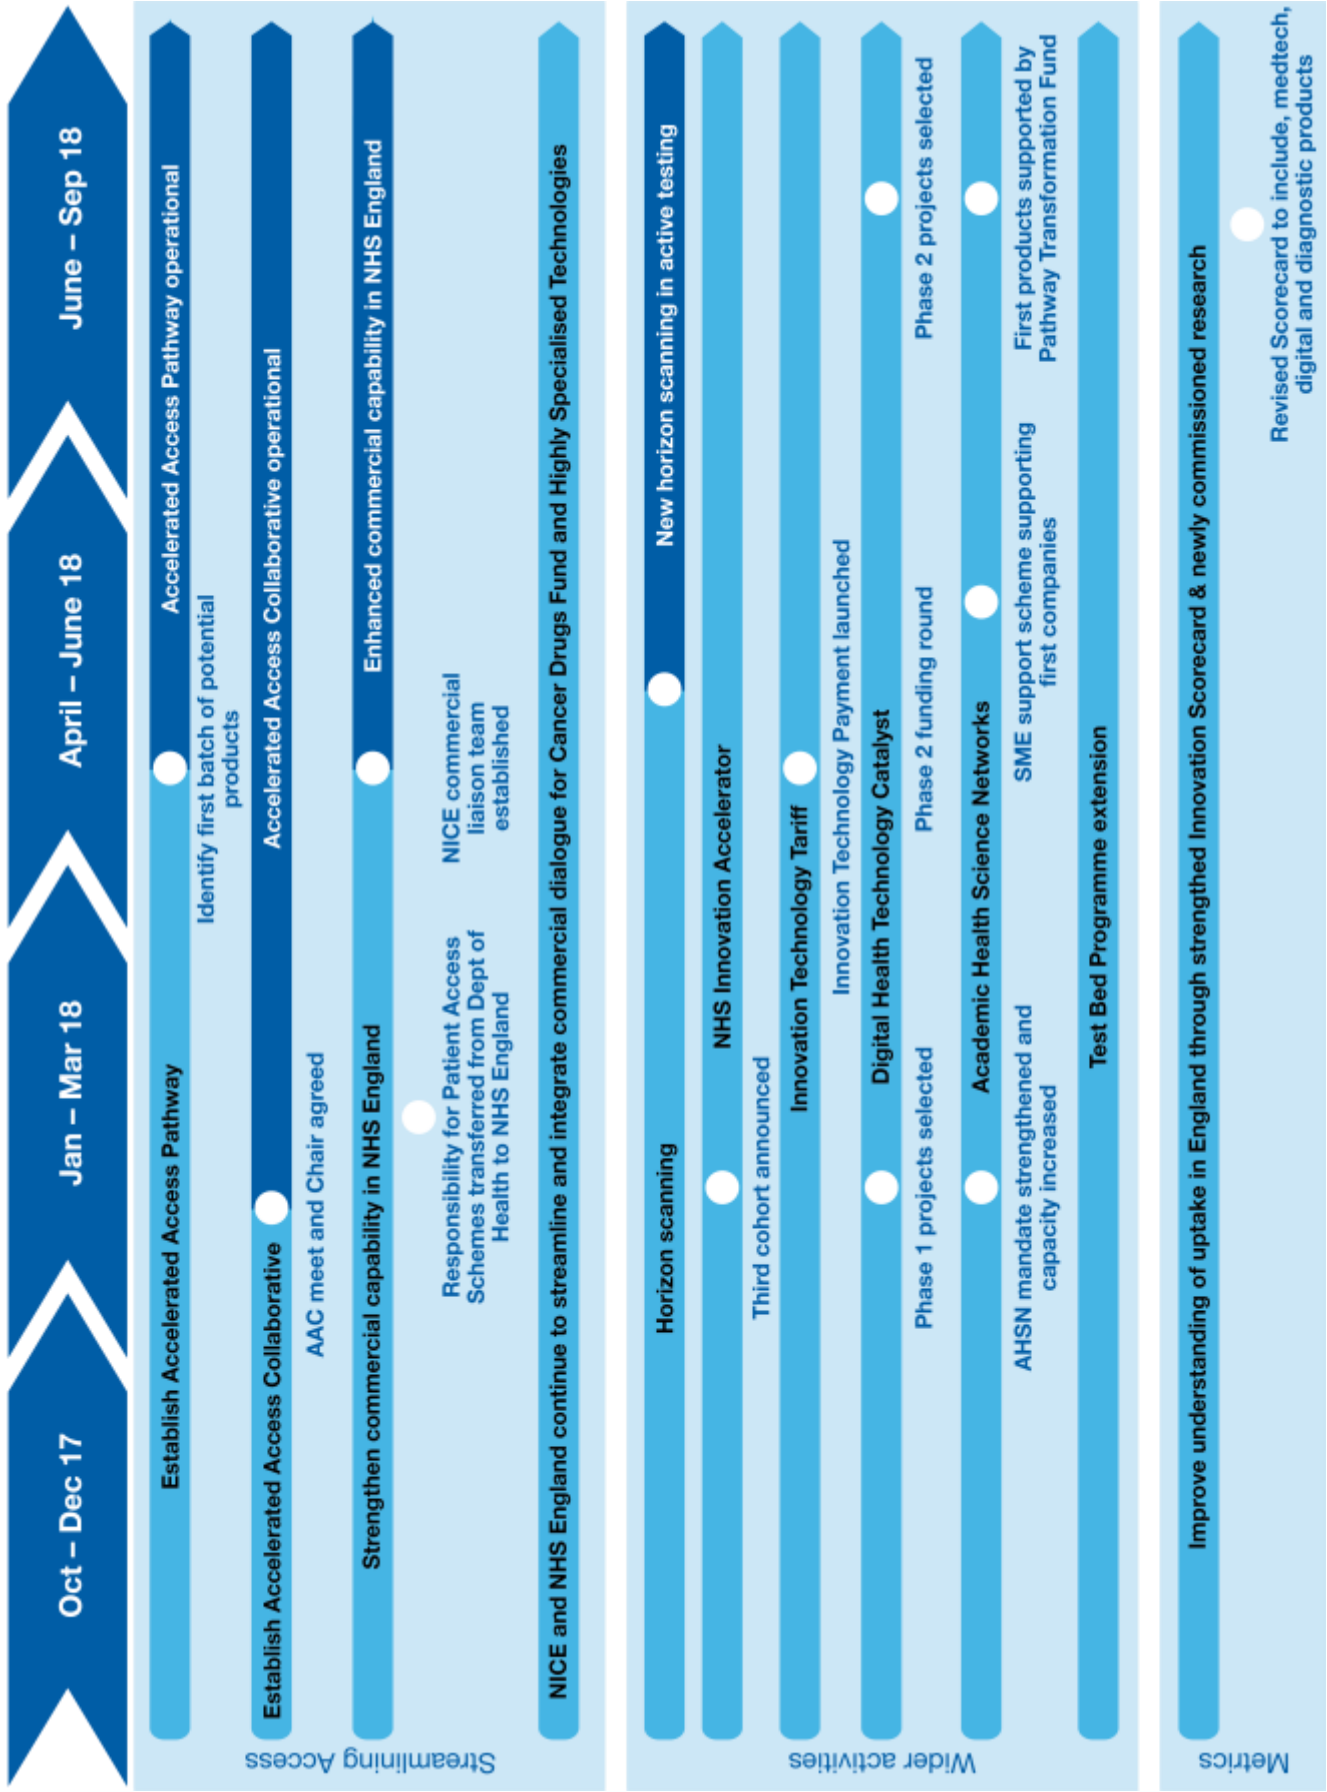 Oct – Dec 17
Jan – Mar 18
April – June 18
June – Sep 18
Streamlining Access
Establish Accelerated Access Pathway
Accelerated Access Pathway operational
Identify first batch of potential
products
Establish Accelerated Access Collaborative
Accelerated Access Collaborative operational
AAC meet and Chair agreed
Strengthen commercial capability in NHS England
Enhanced commercial capability in NHS England
Responsibility for Patient Access
Schemes transferred from Dept of
Health to NHS England
NICE commercial
liaison team
established
NICE and NHS England continue to streamline and integrate commercial dialogue for Cancer Drugs Fund and Highly Specialised Technologies
Wider activities
Horizon scanning
New horizon scanning in active testing
NHS Innovation Accelerator
Third cohort announced
Innovation Technology Tariff
Innovation Technology Payment launched
Digital Health Technology Catalyst
Phase 1 projects selected
Phase 2 funding round
Phase 2 projects selected
Academic Health Science Networks
AHSN mandate strengthened and
capacity increased
SME support scheme supporting
first companies
First products supported by
Pathway Transformation Fund
Test Bed Programme extension
Metrics
Improve understanding of uptake in England through strengthed Innovation Scorecard & newly commissioned research
Revised Scorecard to include, medtech,
digital and diagnostic products